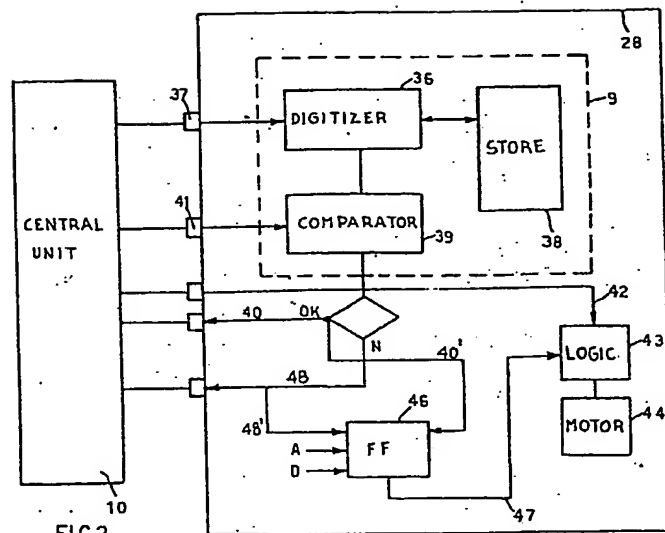 28
36
9
37
DIGITIZER
STORE
CENTRAL
UNIT
41
COMPARATOR
39
38
42
40
OK
43
N
40'
LOGIC
48
46
44
MOTOR
48'
A
FF
D
10
47
FIG2